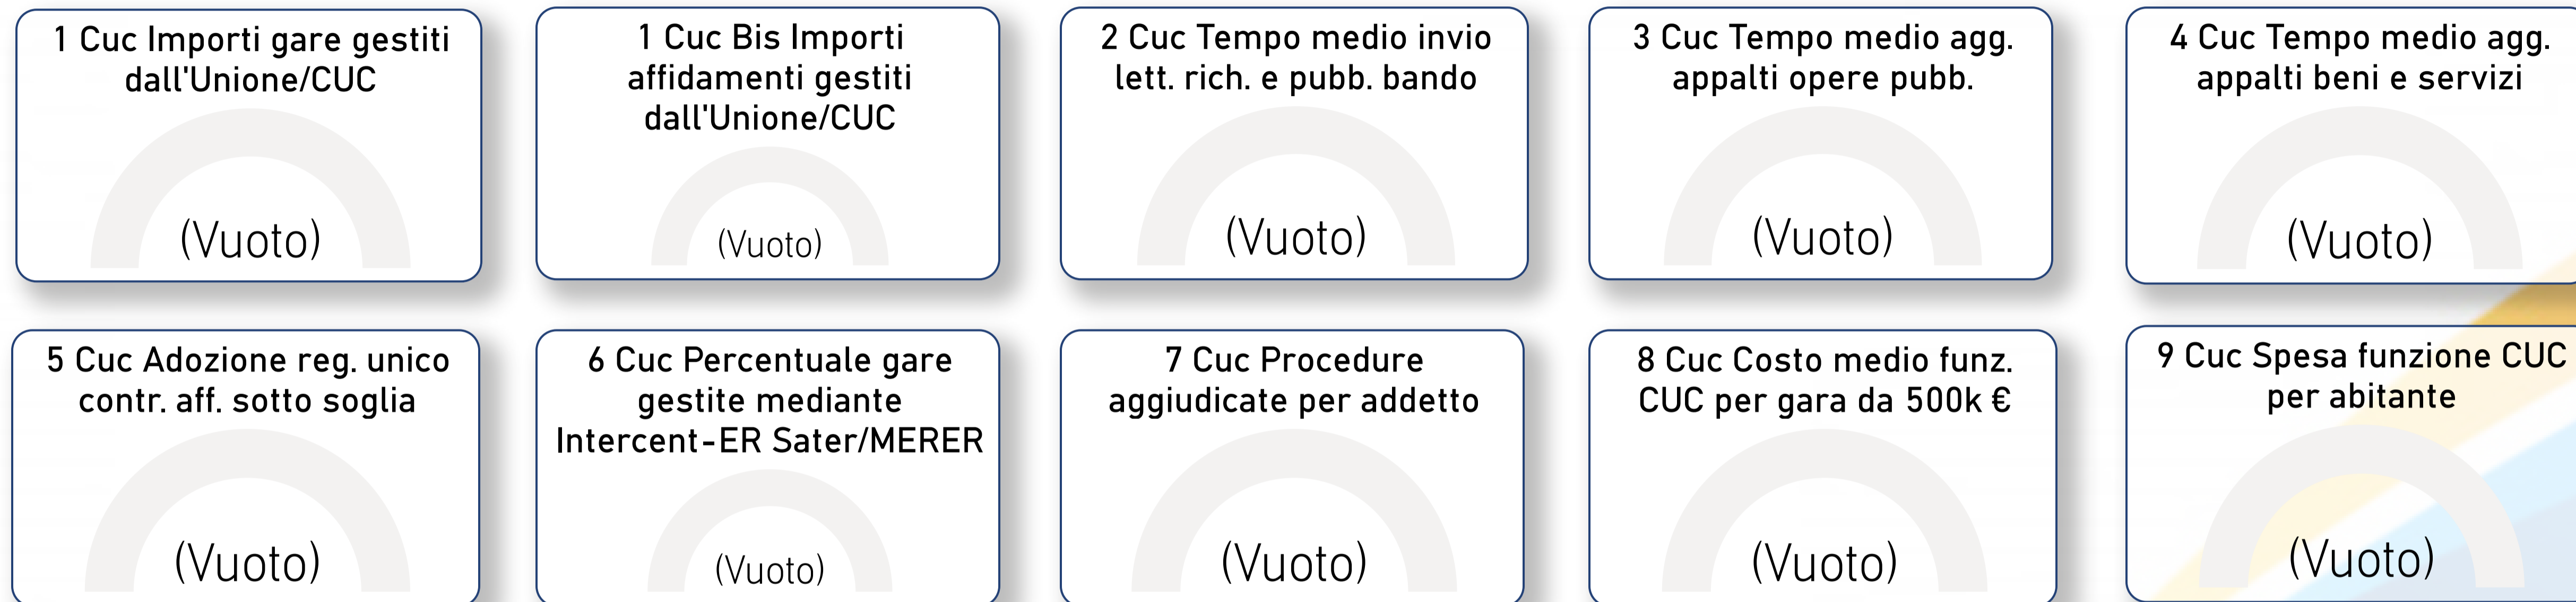 1 Cuc Importi gare gestiti
dall'Unione/CUC
(Vuoto)
1 Cuc Bis Importi
affidamenti gestiti
dall'Unione/CUC
(Vuoto)
2 Cuc Tempo medio invio
lett. rich. e pubb. bando
(Vuoto)
3 Cuc Tempo medio agg.
appalti opere pubb.
(Vuoto)
4 Cuc Tempo medio agg.
appalti beni e servizi
(Vuoto)
5 Cuc Adozione reg. unico
contr. aff. sotto soglia
(Vuoto)
6 Cuc Percentuale gare
gestite mediante
Intercent-ER Sater/MERER
(Vuoto)
7 Cuc Procedure
aggiudicate per addetto
(Vuoto)
8 Cuc Costo medio funz.
CUC per gara da 500k €
(Vuoto)
9 Cuc Spesa funzione CUC
per abitante
(Vuoto)